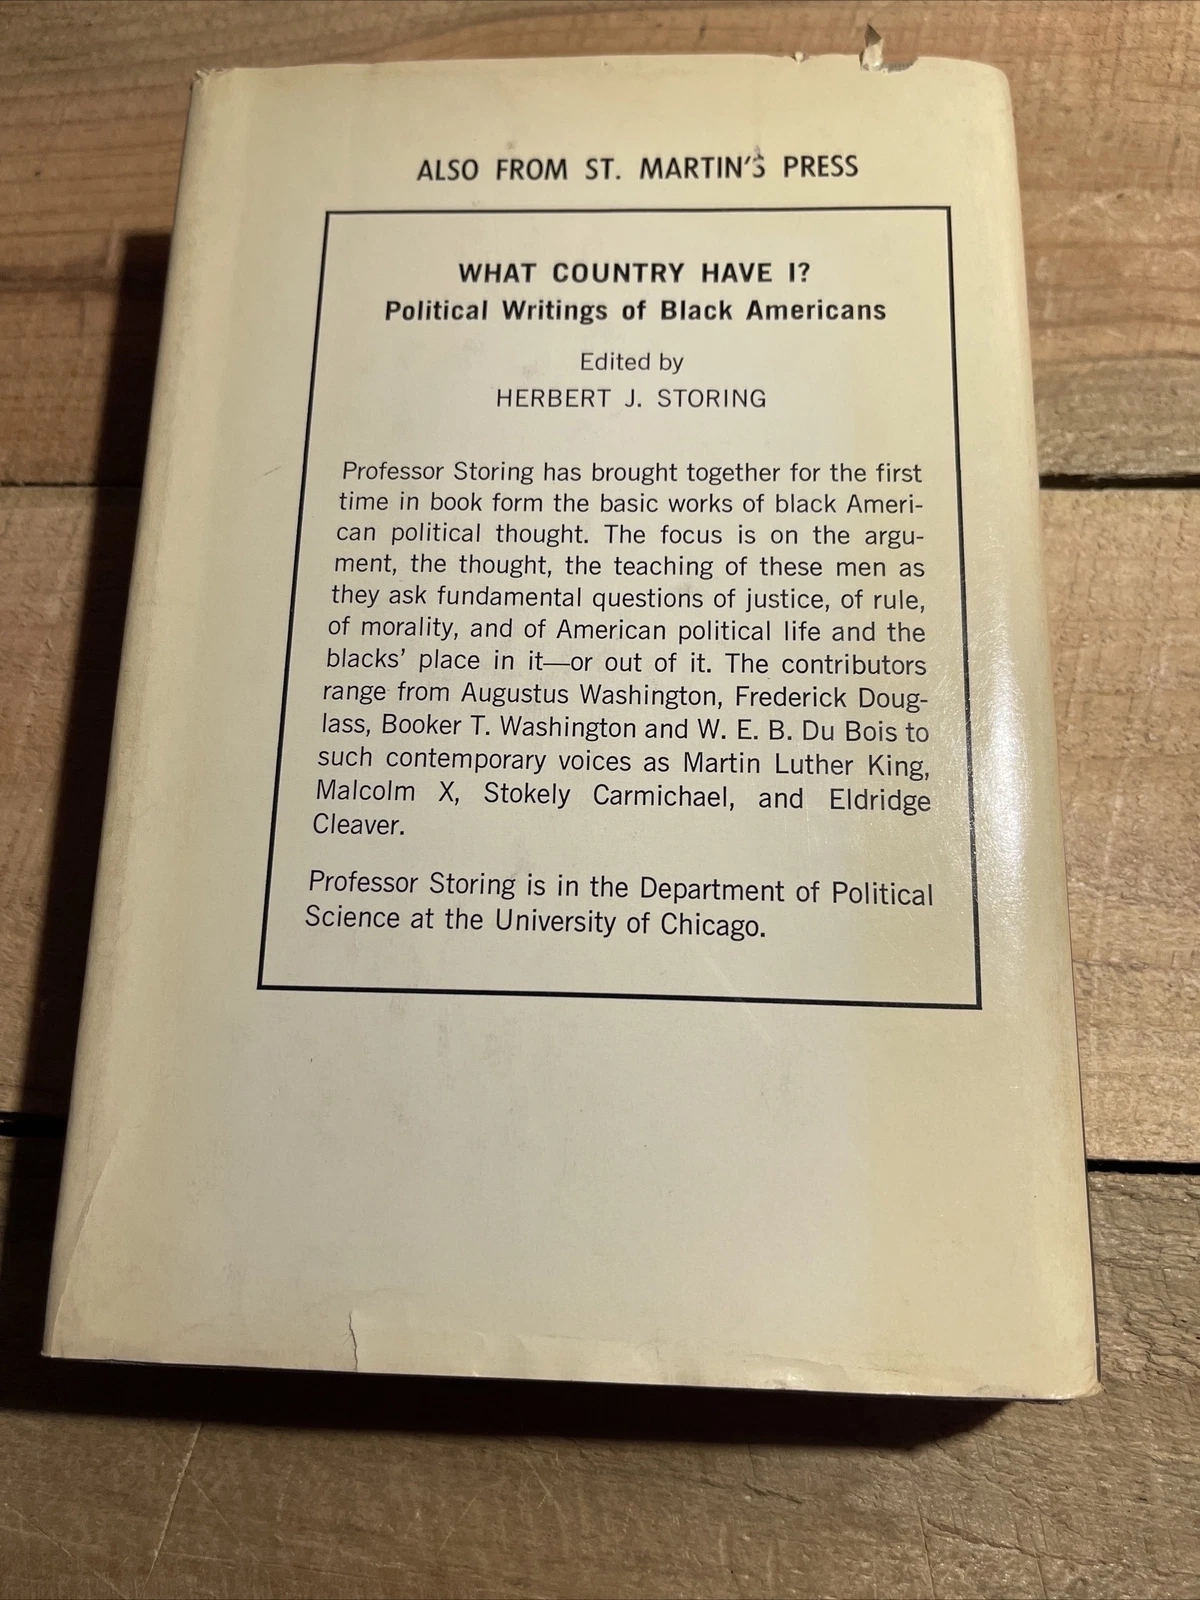 ALSO FROM ST. MARTIN'S PRESS
WHAT COUNTRY HAVE I?
Political Writings of Black Americans
Edited by
HERBERT J. STORING
Professor Storing has brought together for the first
time in book form the basic works of black Ameri-
can political thought. The focus is on the argu-
ment, the thought, the teaching of these men as
they ask fundamental questions of justice, of rule,
of morality, and of American political life and the
blacks' place in it—or out of it. The contributors
range from Augustus Washington, Frederick Doug-
lass, Booker T. Washington and W. E. B. Du Bois to
such contemporary voices as Martin Luther King,
Malcolm X, Stokely Carmichael, and Eldridge
Cleaver.
Professor Storing is in the Department of Political
Science at the University of Chicago.